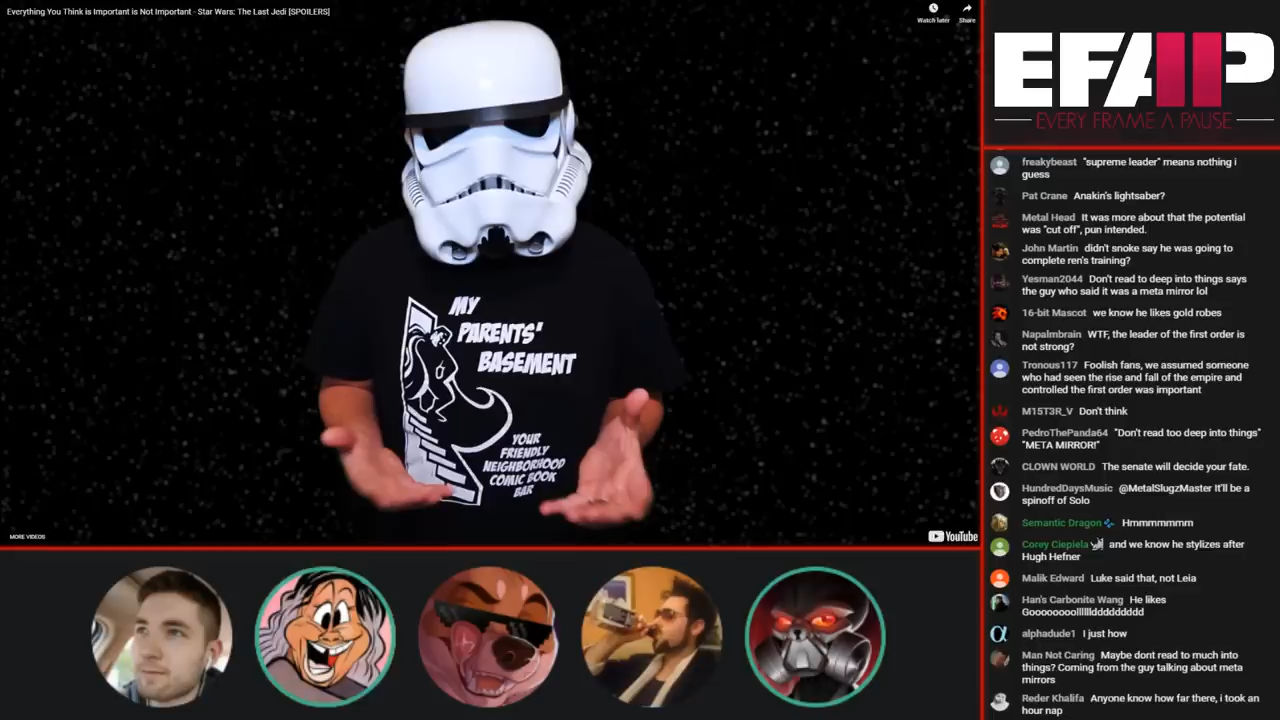 Everything You Think is Important is Not Important - Star Wars: The Last Jedi [SPOILERS]
Watch later
Share
MY
PARENTS'
BASEMENT
YOUR
FRIENDLY
NEIGHBORHOOD
COMIC BOOK
BAR
MORE VIDEOS
YouTube
EFAP
EVERY FRAME A PAUSE
freakybeast "supreme leader" means nothing i
guess
Pat Crane Anakin's lightsaber?
Metal Head It was more about that the potential
was "cut off", pun intended.
John Martin didn't snoke say he was going to
complete ren's training?
Yesman2044 Don't read to deep into things says
the guy who said it was a meta mirror lol
16-bit Mascot we know he likes gold robes
Napalmbrain WTF, the leader of the first order is
not strong?
Tronous117 Foolish fans, we assumed someone
who had seen the rise and fall of the empire and
controlled the first order was important
M15T3R_V Don't think
PedroThePanda64 "Don't read too deep into things"
"META MIRROR!"
CLOWN WORLD The senate will decide your fate.
HundredDaysMusic @MetalSlugzMaster It'll be a
spinoff of Solo
Semantic Dragon Hmmmmmmm
Corey Ciepiela and we know he stylizes after
Hugh Hefner
Malik Edward Luke said that, not Leia
Han's Carbonite Wang He likes
Gooooooollllllddddddddd
alphadude1 I just how
Man Not Caring Maybe dont read to much into
things? Coming from the guy talking about meta
mirrors
Reder Khalifa Anyone know how far there, i took an
hour nap